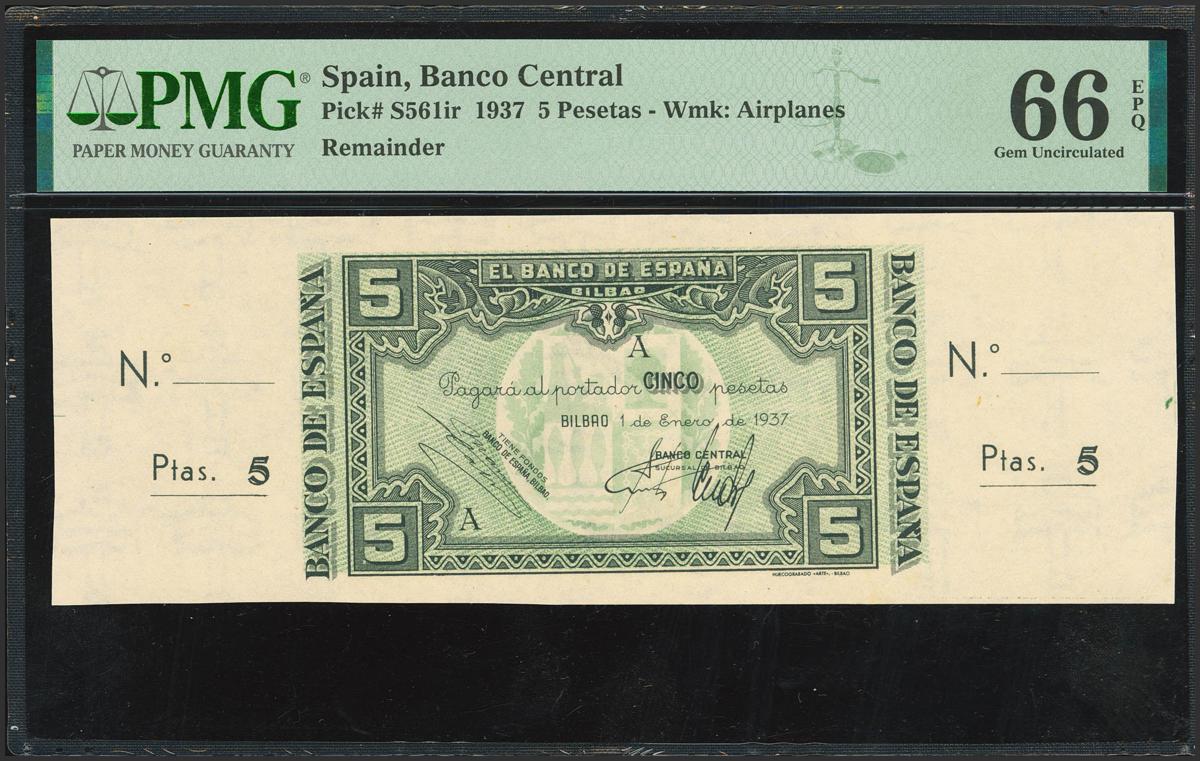 PMG®
PAPER MONEY GUARANTY
Spain, Banco Central
Pick# S561ir 1937 5 Pesetas - Wmk: Airplanes
Remainder
66
EPQ
Gem Uncirculated
5
EL BANCO DE ESPAÑA
BILBAO
5
BANCO DE ESPAÑA
BANCO DE ESPAÑA
N.º
A
N.º
pagará al portador CINCO pesetas
BILBAO 1 de Enero de 1937
Ptas. 5
DE ESPAÑA
BANCO CENTRAL
SUCURSAL DE BILBAO
Ptas. 5
A
5
5
HUECOGRABADO «ARTE».-BILBAO